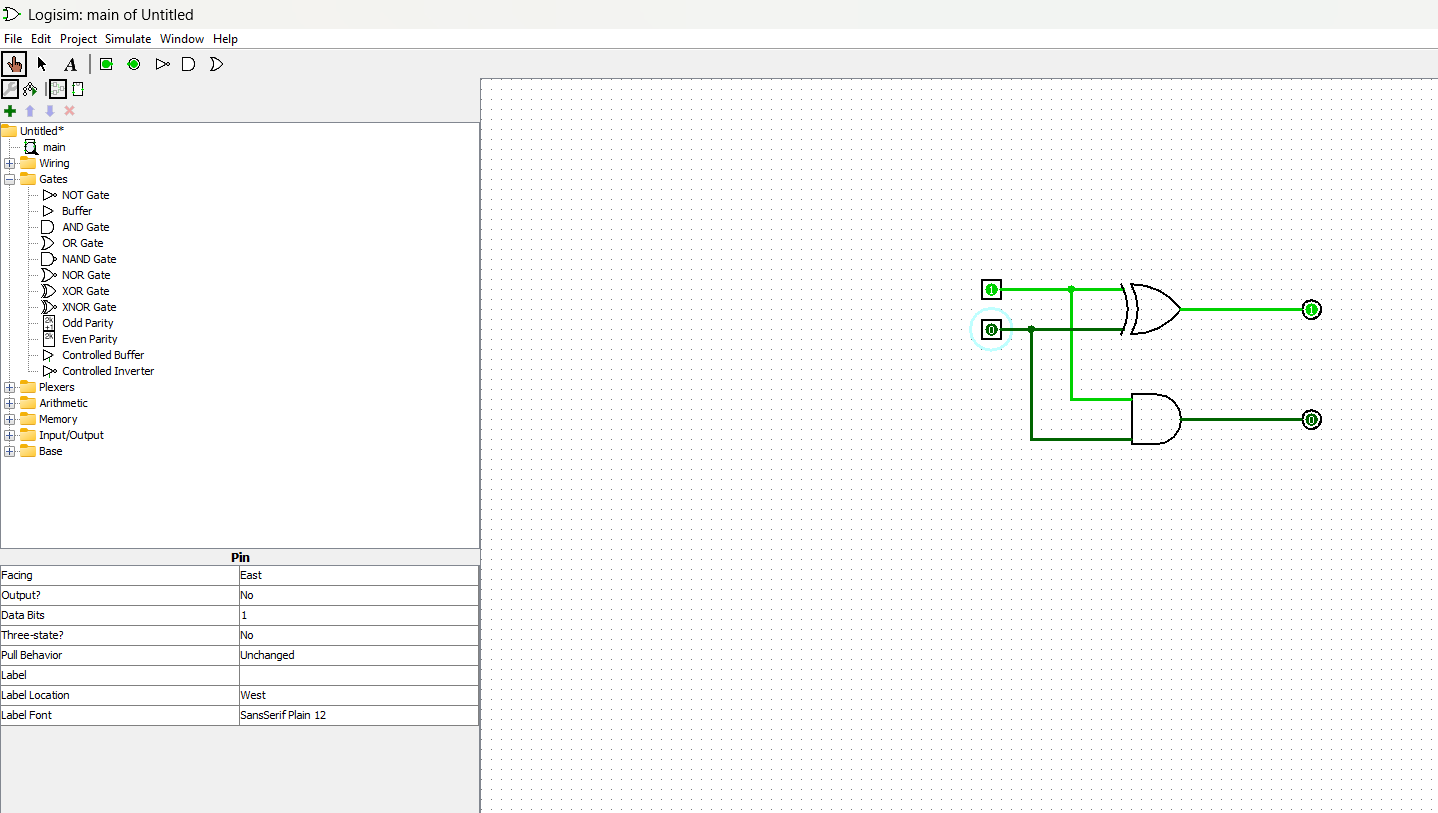 Logisim: main of Untitled
File Edit Project Simulate Window Help
A
Untitled*
main
Wiring
Gates
NOT Gate
Buffer
AND Gate
OR Gate
NAND Gate
NOR Gate
XOR Gate
XNOR Gate
2k
+1
Odd Parity
2k
Even Parity
Controlled Buffer
Controlled Inverter
Plexers
Arithmetic
Memory
Input/Output
Base
1
1
0
0
Pin
Facing East
Output? No
Data Bits 1
Three-state? No
Pull Behavior Unchanged
Label
Label Location West
Label Font SansSerif Plain 12